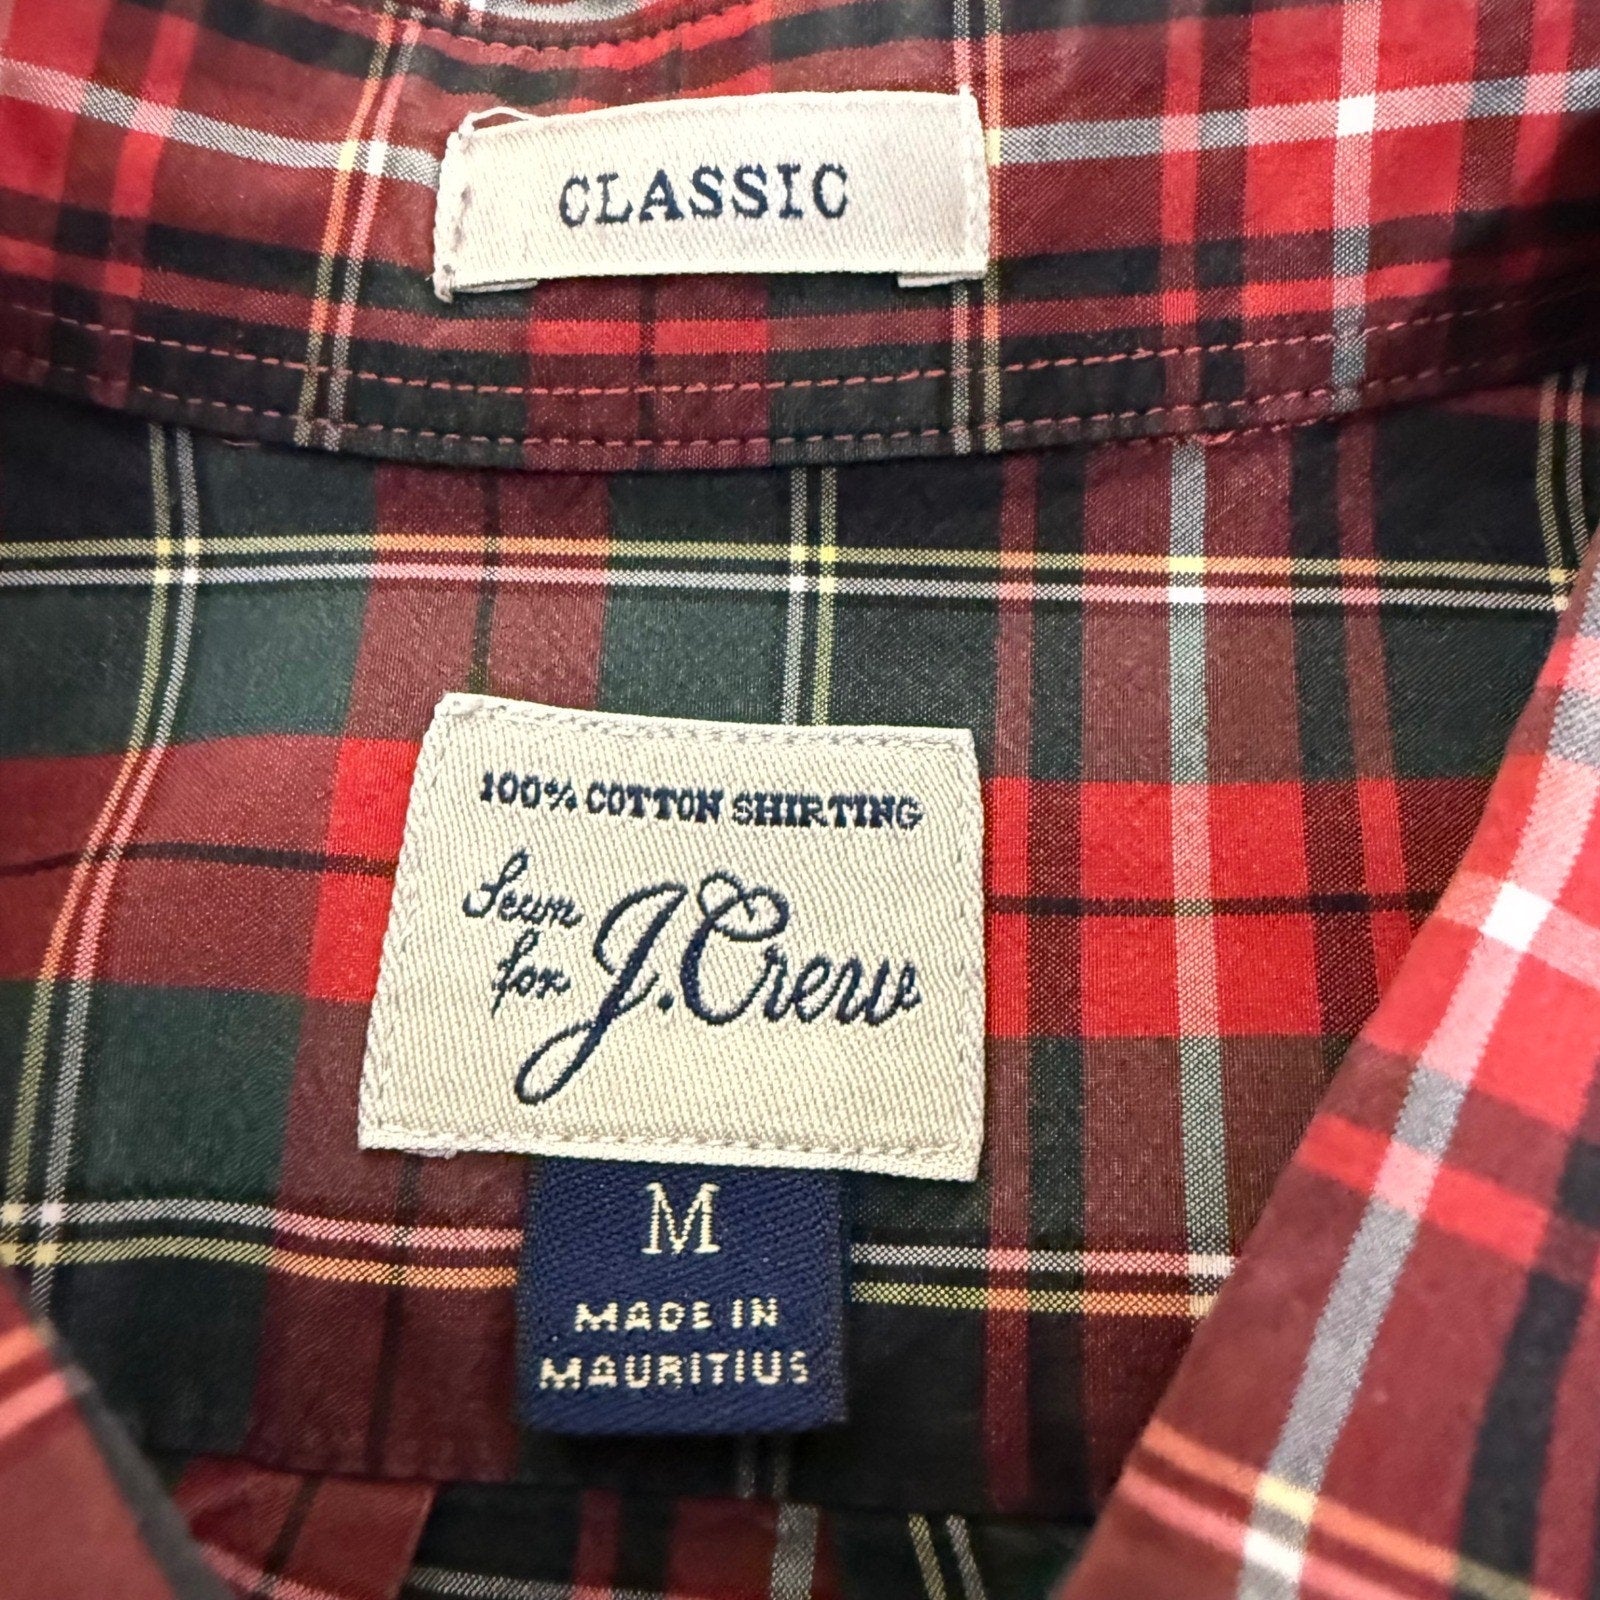 CLASSIC
100% COTTON SHIRTING
Sewn
for J.Crew
M
MADE IN
MAURITIUS